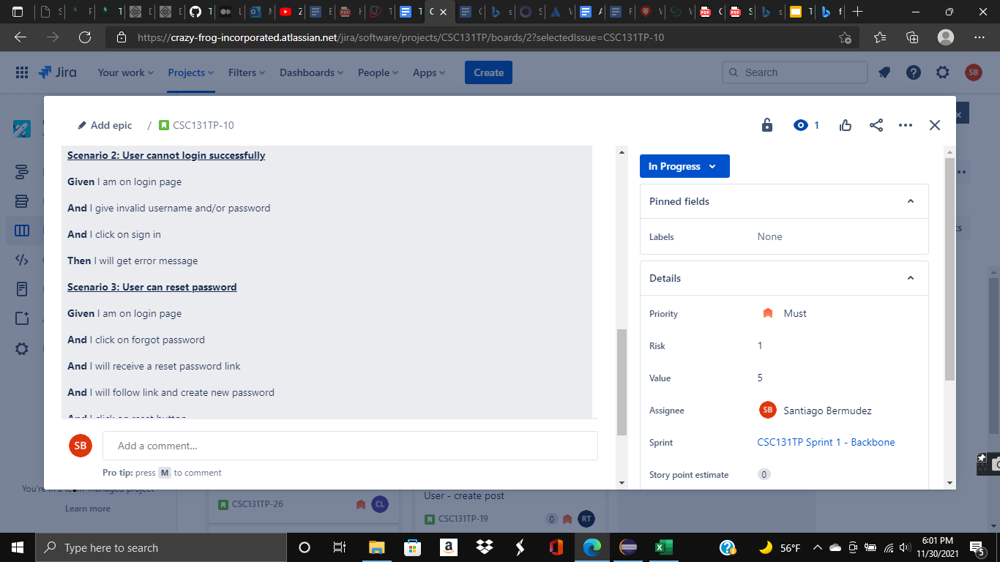 https://crazy-frog-incorporated.atlassian.net/jira/software/projects/CSC131TP/boards/2?selectedIssue=CSC131TP-10
Jira
Your work
Projects
Filters
Dashboards
People
Apps
Create
Search
SB
Add epic / CSC131TP-10
1
Scenario 2: User cannot login successfully
Given I am on login page
And I give invalid username and/or password
And I click on sign in
Then I will get error message
Scenario 3: User can reset password
Given I am on login page
And I click on forgot password
And I will receive a reset password link
And I will follow link and create new password
And I click on reset button
SB
Add a comment…
Pro tip: press M to comment
In Progress
Pinned fields
Labels None
Details
Priority Must
Risk 1
Value 5
Assignee SB Santiago Bermudez
Sprint CSC131TP Sprint 1 - Backbone
Story point estimate 0
You're in a team-managed project
Learn more
CSC131TP-26
CL
User - create post
CSC131TP-19
0
RT
Type here to search
56°F
6:01 PM
11/30/2021
5